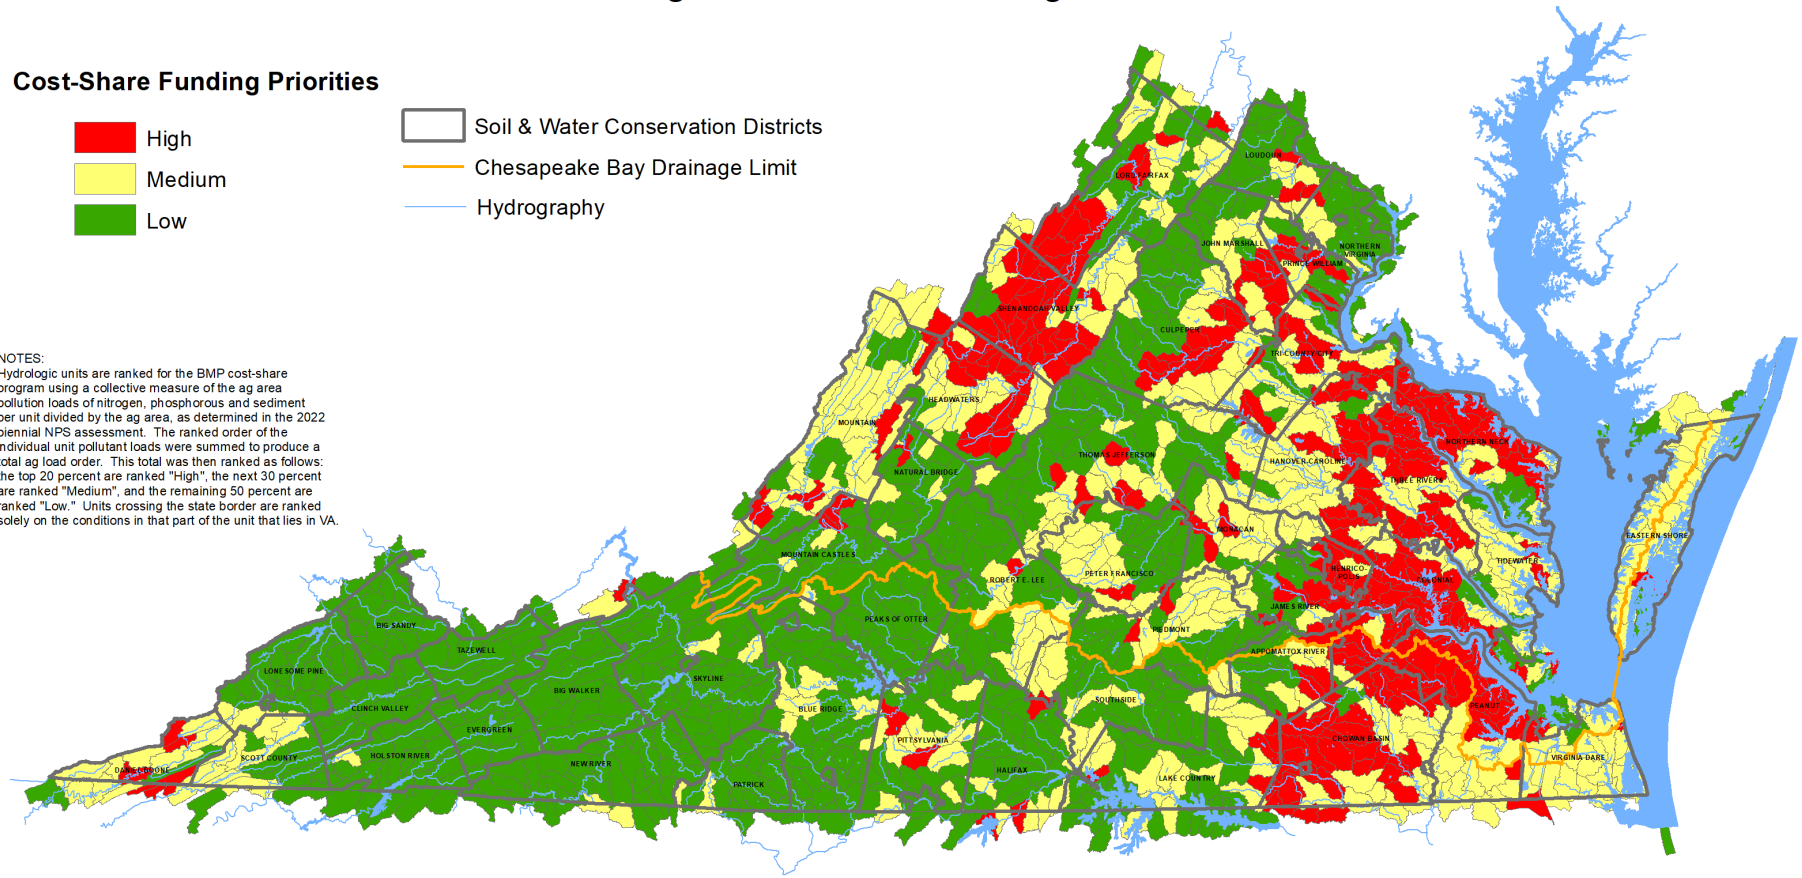 Cost-Share Funding Priorities
High
Medium
Low
Soil & Water Conservation Districts
Chesapeake Bay Drainage Limit
Hydrography
NOTES:
Hydrologic units are ranked for the BMP cost-share
program using a collective measure of the ag area
pollution loads of nitrogen, phosphorous and sediment
per unit divided by the ag area, as determined in the 2022
biennial NPS assessment. The ranked order of the
individual unit pollutant loads were summed to produce a
total ag load order. This total was then ranked as follows:
the top 20 percent are ranked "High", the next 30 percent
are ranked "Medium", and the remaining 50 percent are
ranked "Low." Units crossing the state border are ranked
solely on the conditions in that part of the unit that lies in VA.
LOUDOUN
LORD FAIRFAX
JOHN MARSHALL
NORTHERN
VIRGINIA
PRINCE WILLIAM
SHENANDOAH VALLEY
CULPEPER
TRI-COUNTY/CITY
HEADWATERS
MOUNTAIN
NORTHERN NECK
THOMAS JEFFERSON
HANOVER-CAROLINE
NATURAL BRIDGE
THREE RIVERS
MONACAN
EASTERN SHORE
MOUNTAIN CASTLES
TIDEWATER
PETER FRANCISCO
HENRICO-
POLIS
ROBERT E. LEE
COLONIAL
JAMES RIVER
PEAKS OF OTTER
BIG SANDY
PIEDMONT
TAZEWELL
APPOMATTOX RIVER
LONESOME PINE
SKYLINE
BIG WALKER
SOUTHSIDE
CLINCH VALLEY
BLUE RIDGE
PEANUT
EVERGREEN
PITTSYLVANIA
CHOWAN BASIN
HOLSTON RIVER
SCOTT COUNTY
VIRGINIA DARE
NEW RIVER
DANIEL BOONE
HALIFAX
LAKE COUNTRY
PATRICK